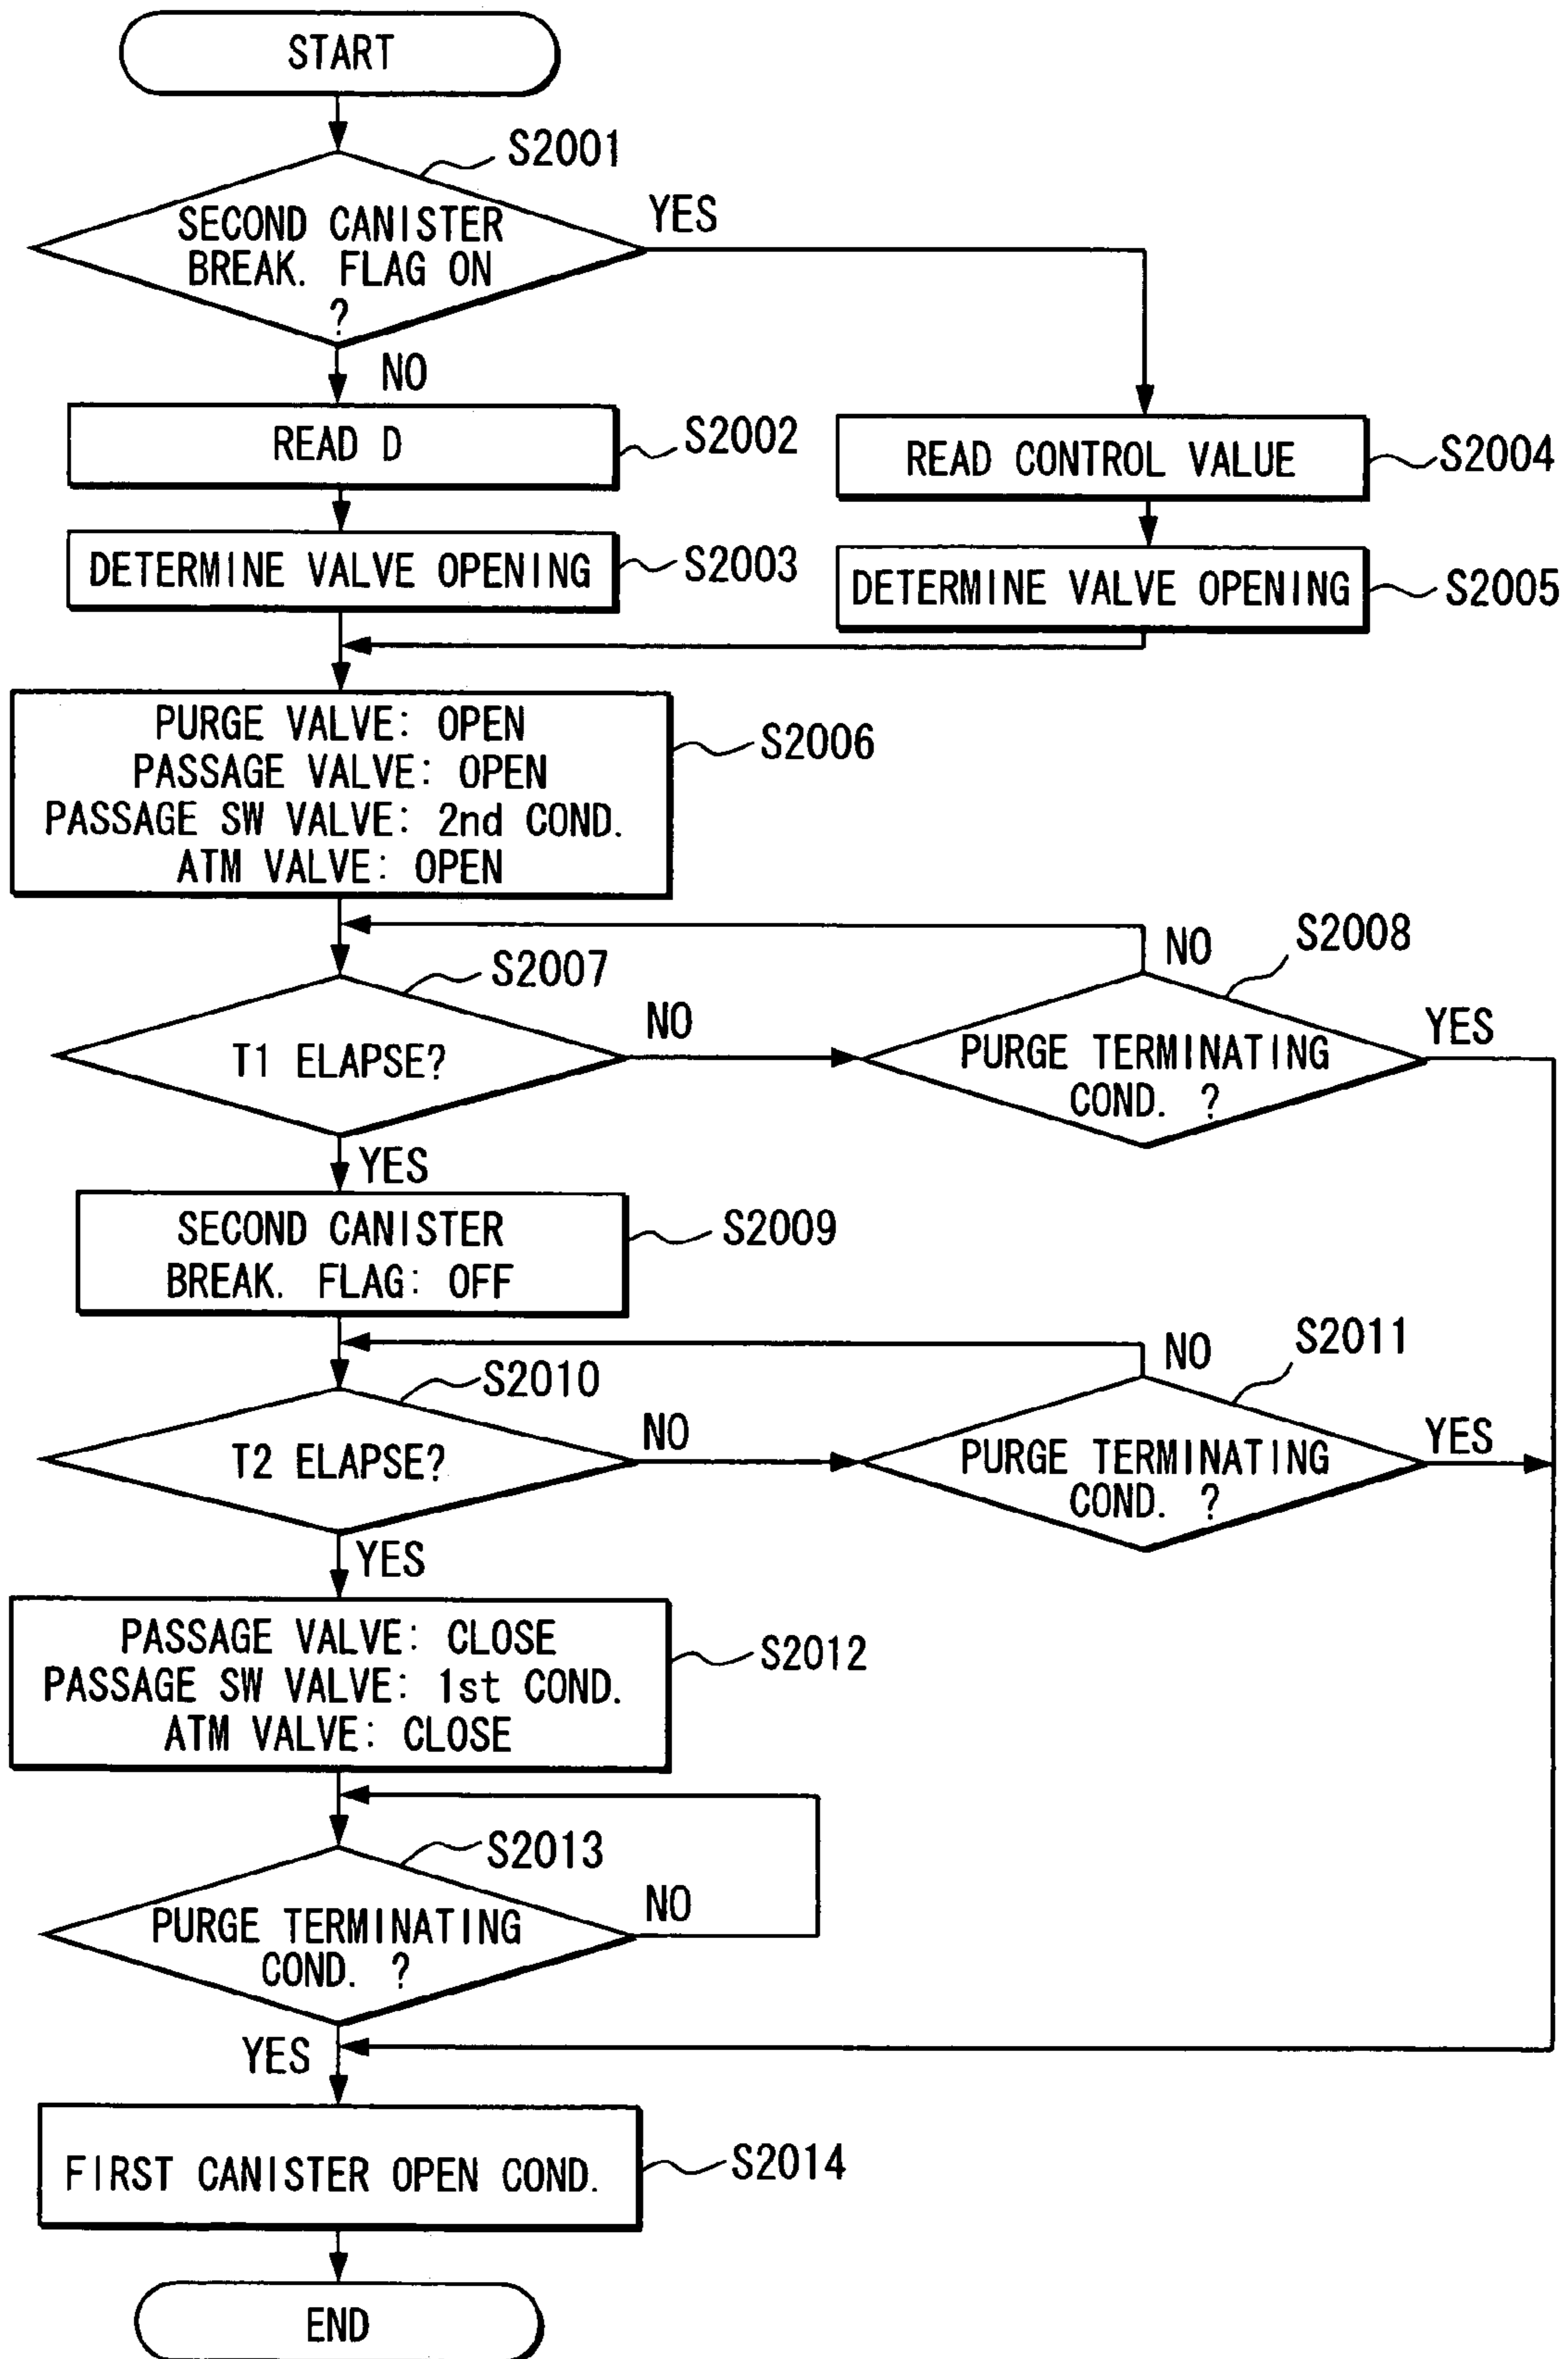 START
S2001
SECOND CANISTER
BREAK. FLAG ON
?
YES
NO
READ D
S2002
READ CONTROL VALUE
S2004
DETERMINE VALVE OPENING
S2003
DETERMINE VALVE OPENING
S2005
PURGE VALVE: OPEN
PASSAGE VALVE: OPEN
PASSAGE SW VALVE: 2nd COND.
ATM VALVE: OPEN
S2006
S2007
T1 ELAPSE?
NO
YES
S2008
PURGE TERMINATING
COND. ?
NO
YES
SECOND CANISTER
BREAK. FLAG: OFF
S2009
S2010
T2 ELAPSE?
NO
YES
S2011
PURGE TERMINATING
COND. ?
NO
YES
PASSAGE VALVE: CLOSE
PASSAGE SW VALVE: 1st COND.
ATM VALVE: CLOSE
S2012
S2013
PURGE TERMINATING
COND. ?
NO
YES
FIRST CANISTER OPEN COND.
S2014
END